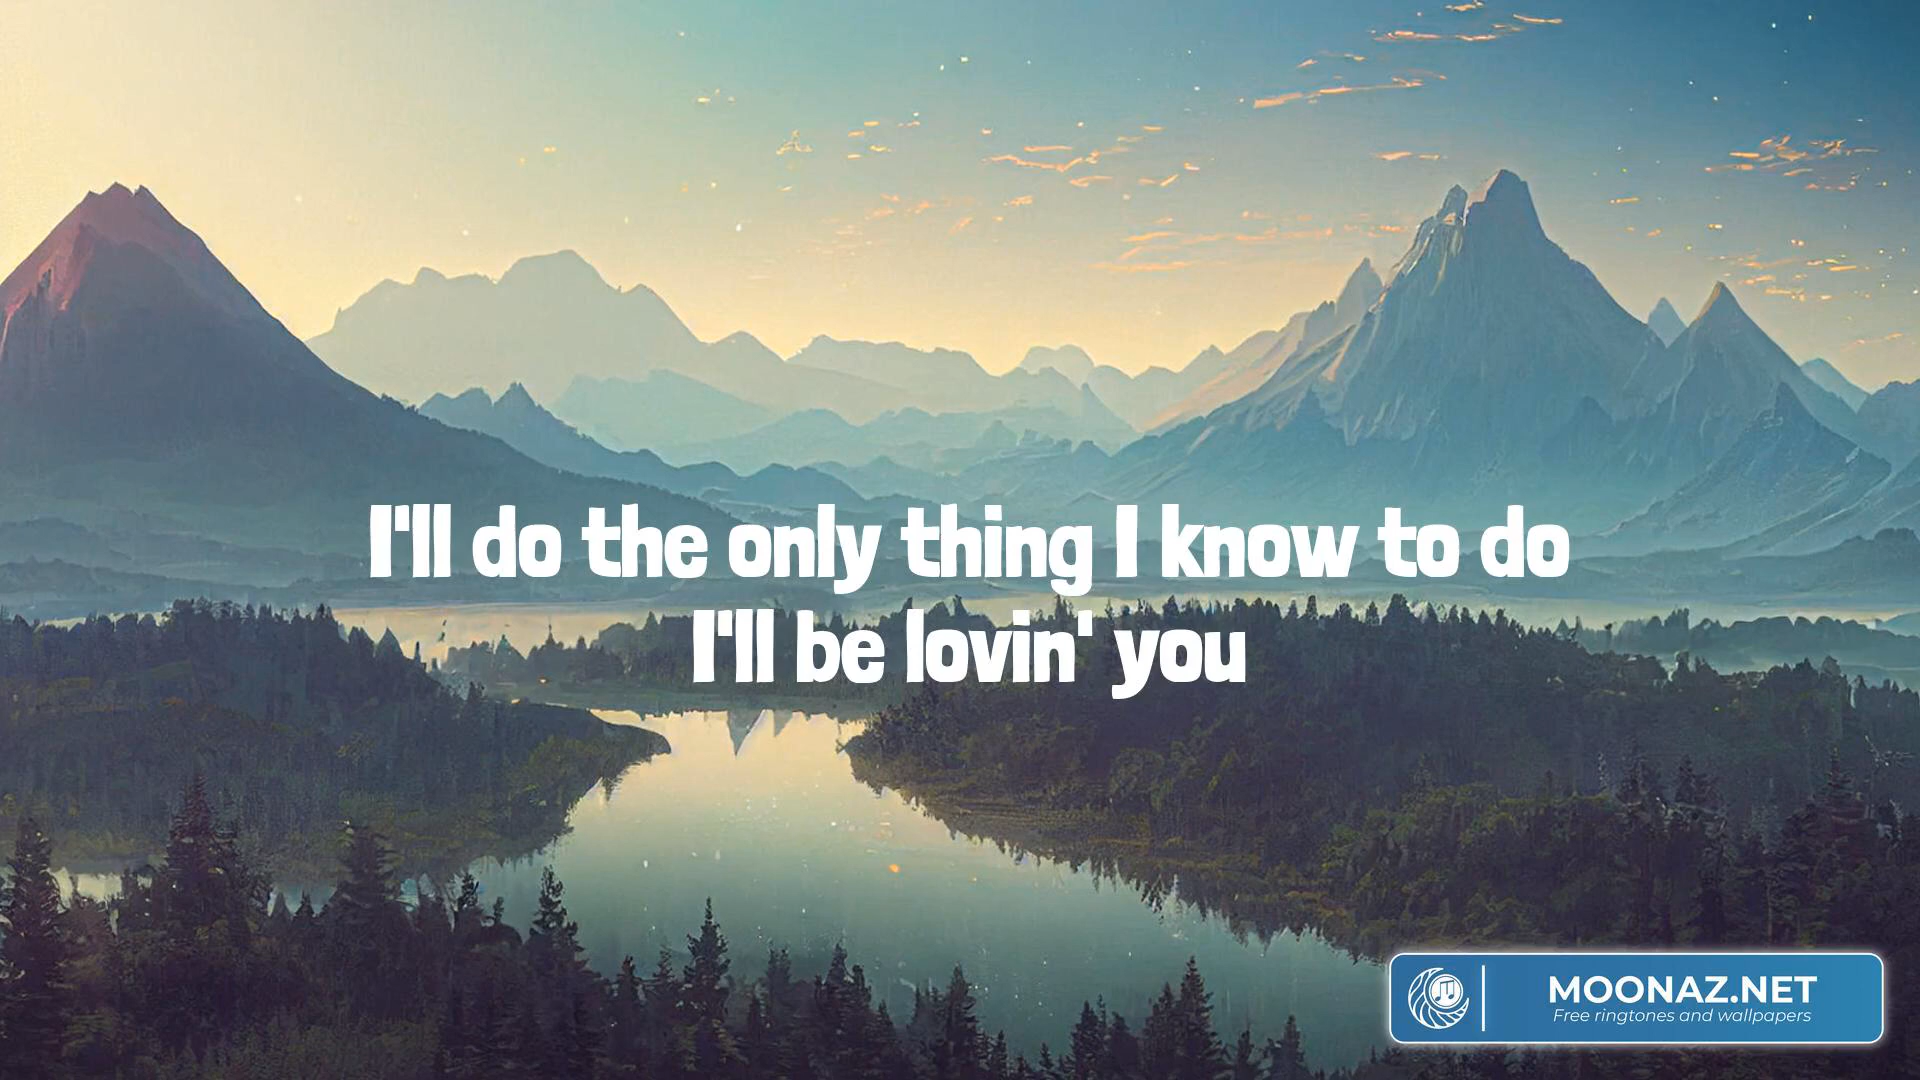 I'll do the only thing I know to do
I'll be lovin' you
MOONAZ.NET
Free ringtones and wallpapers